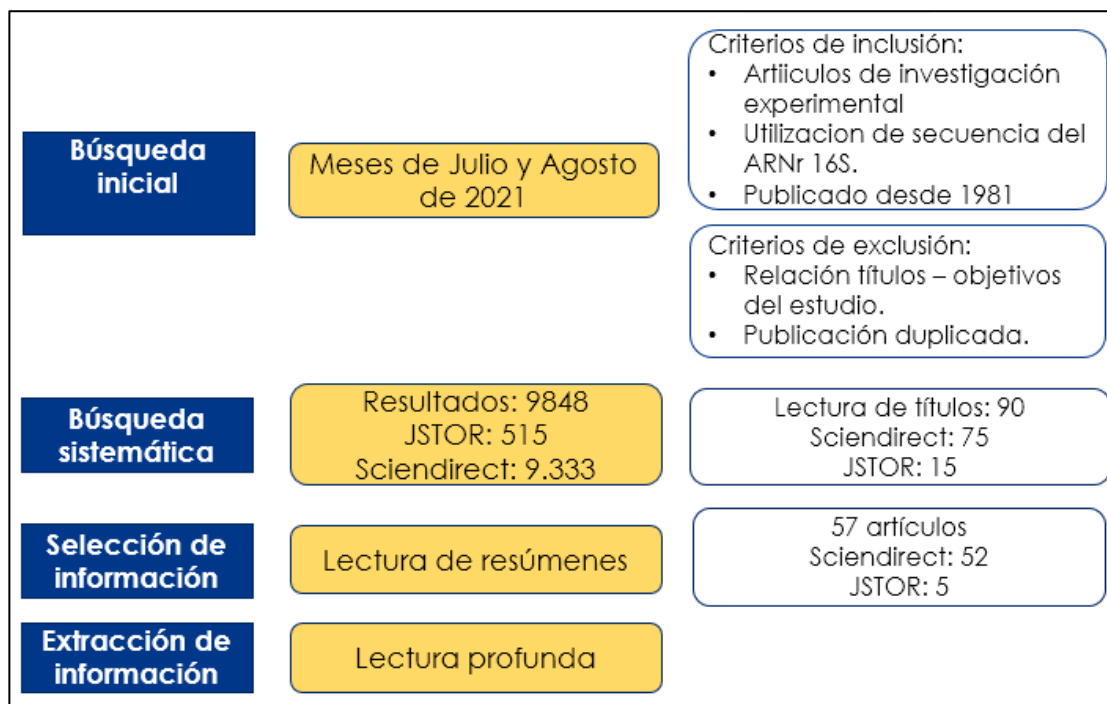 Búsqueda
inicial
Meses de Julio y Agosto
de 2021
Criterios de inclusión:
• Artiiculos de investigación
experimental
• Utilizacion de secuencia del
ARNr 16S.
• Publicado desde 1981
Criterios de exclusión:
• Relación títulos – objetivos
del estudio.
• Publicación duplicada.
Búsqueda
sistemática
Resultados: 9848
JSTOR: 515
Sciendirect: 9.333
Lectura de títulos: 90
Sciendirect: 75
JSTOR: 15
Selección de
información
Lectura de resúmenes
57 artículos
Sciendirect: 52
JSTOR: 5
Extracción de
información
Lectura profunda